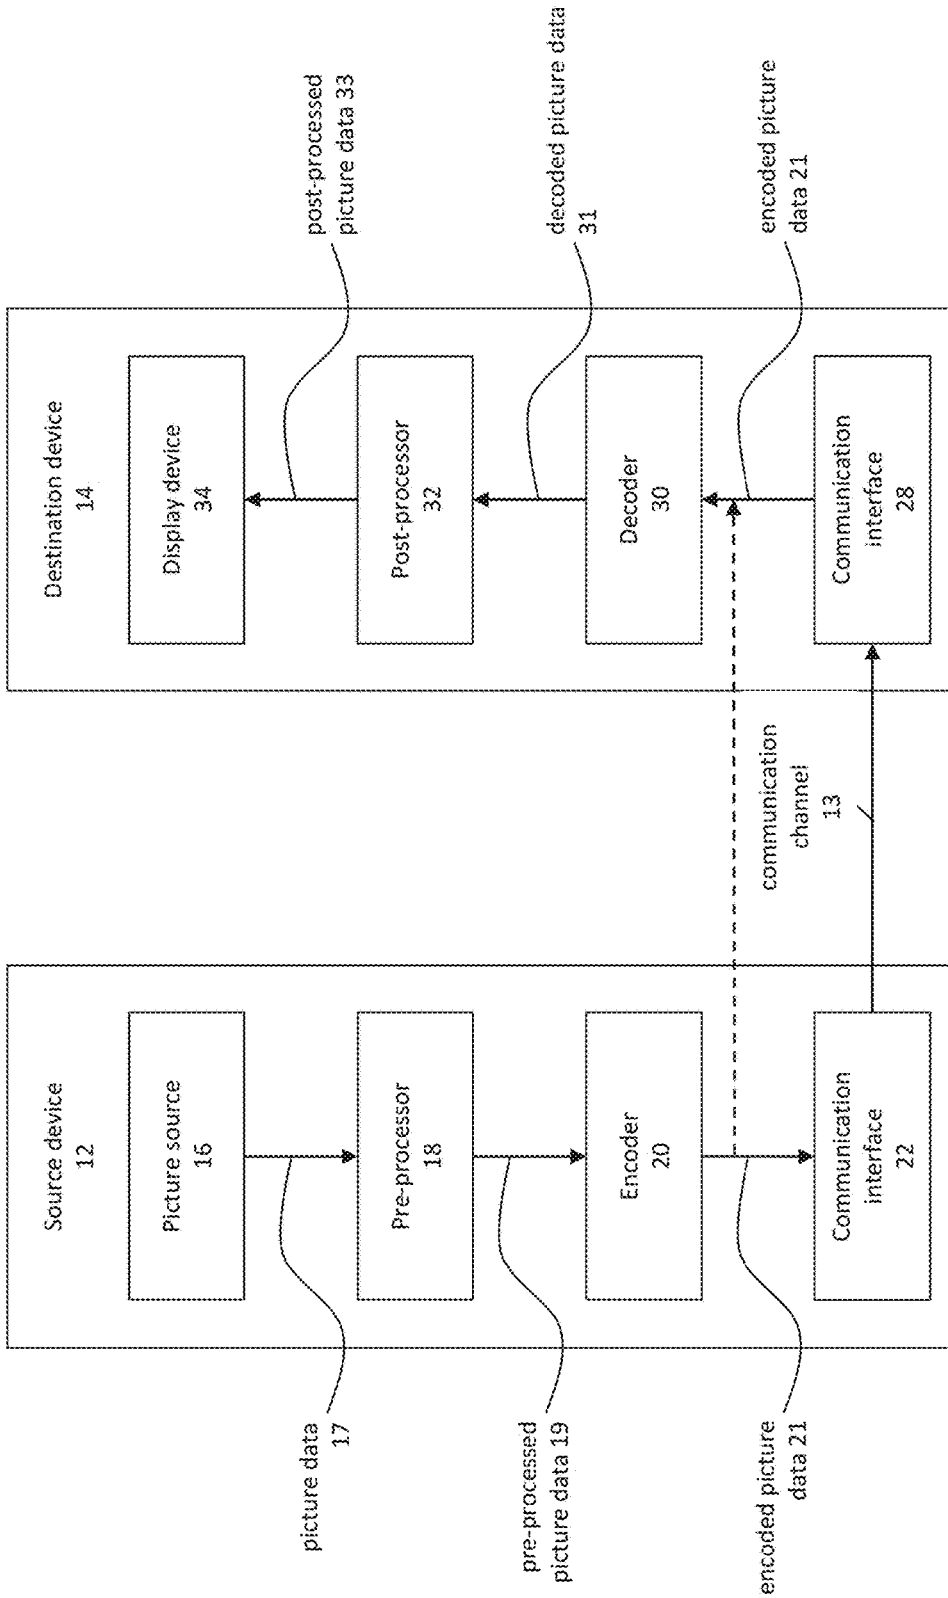 Source device
12
Picture source
16
picture data
17
Pre-processor
18
pre-processed
picture data 19
Encoder
20
encoded picture
data 21
Communication
interface
22
communication
channel
13
Destination device
14
Display device
34
post-processed
picture data 33
Post-processor
32
decoded picture data
31
Decoder
30
encoded picture
data 21
Communication
interface
28